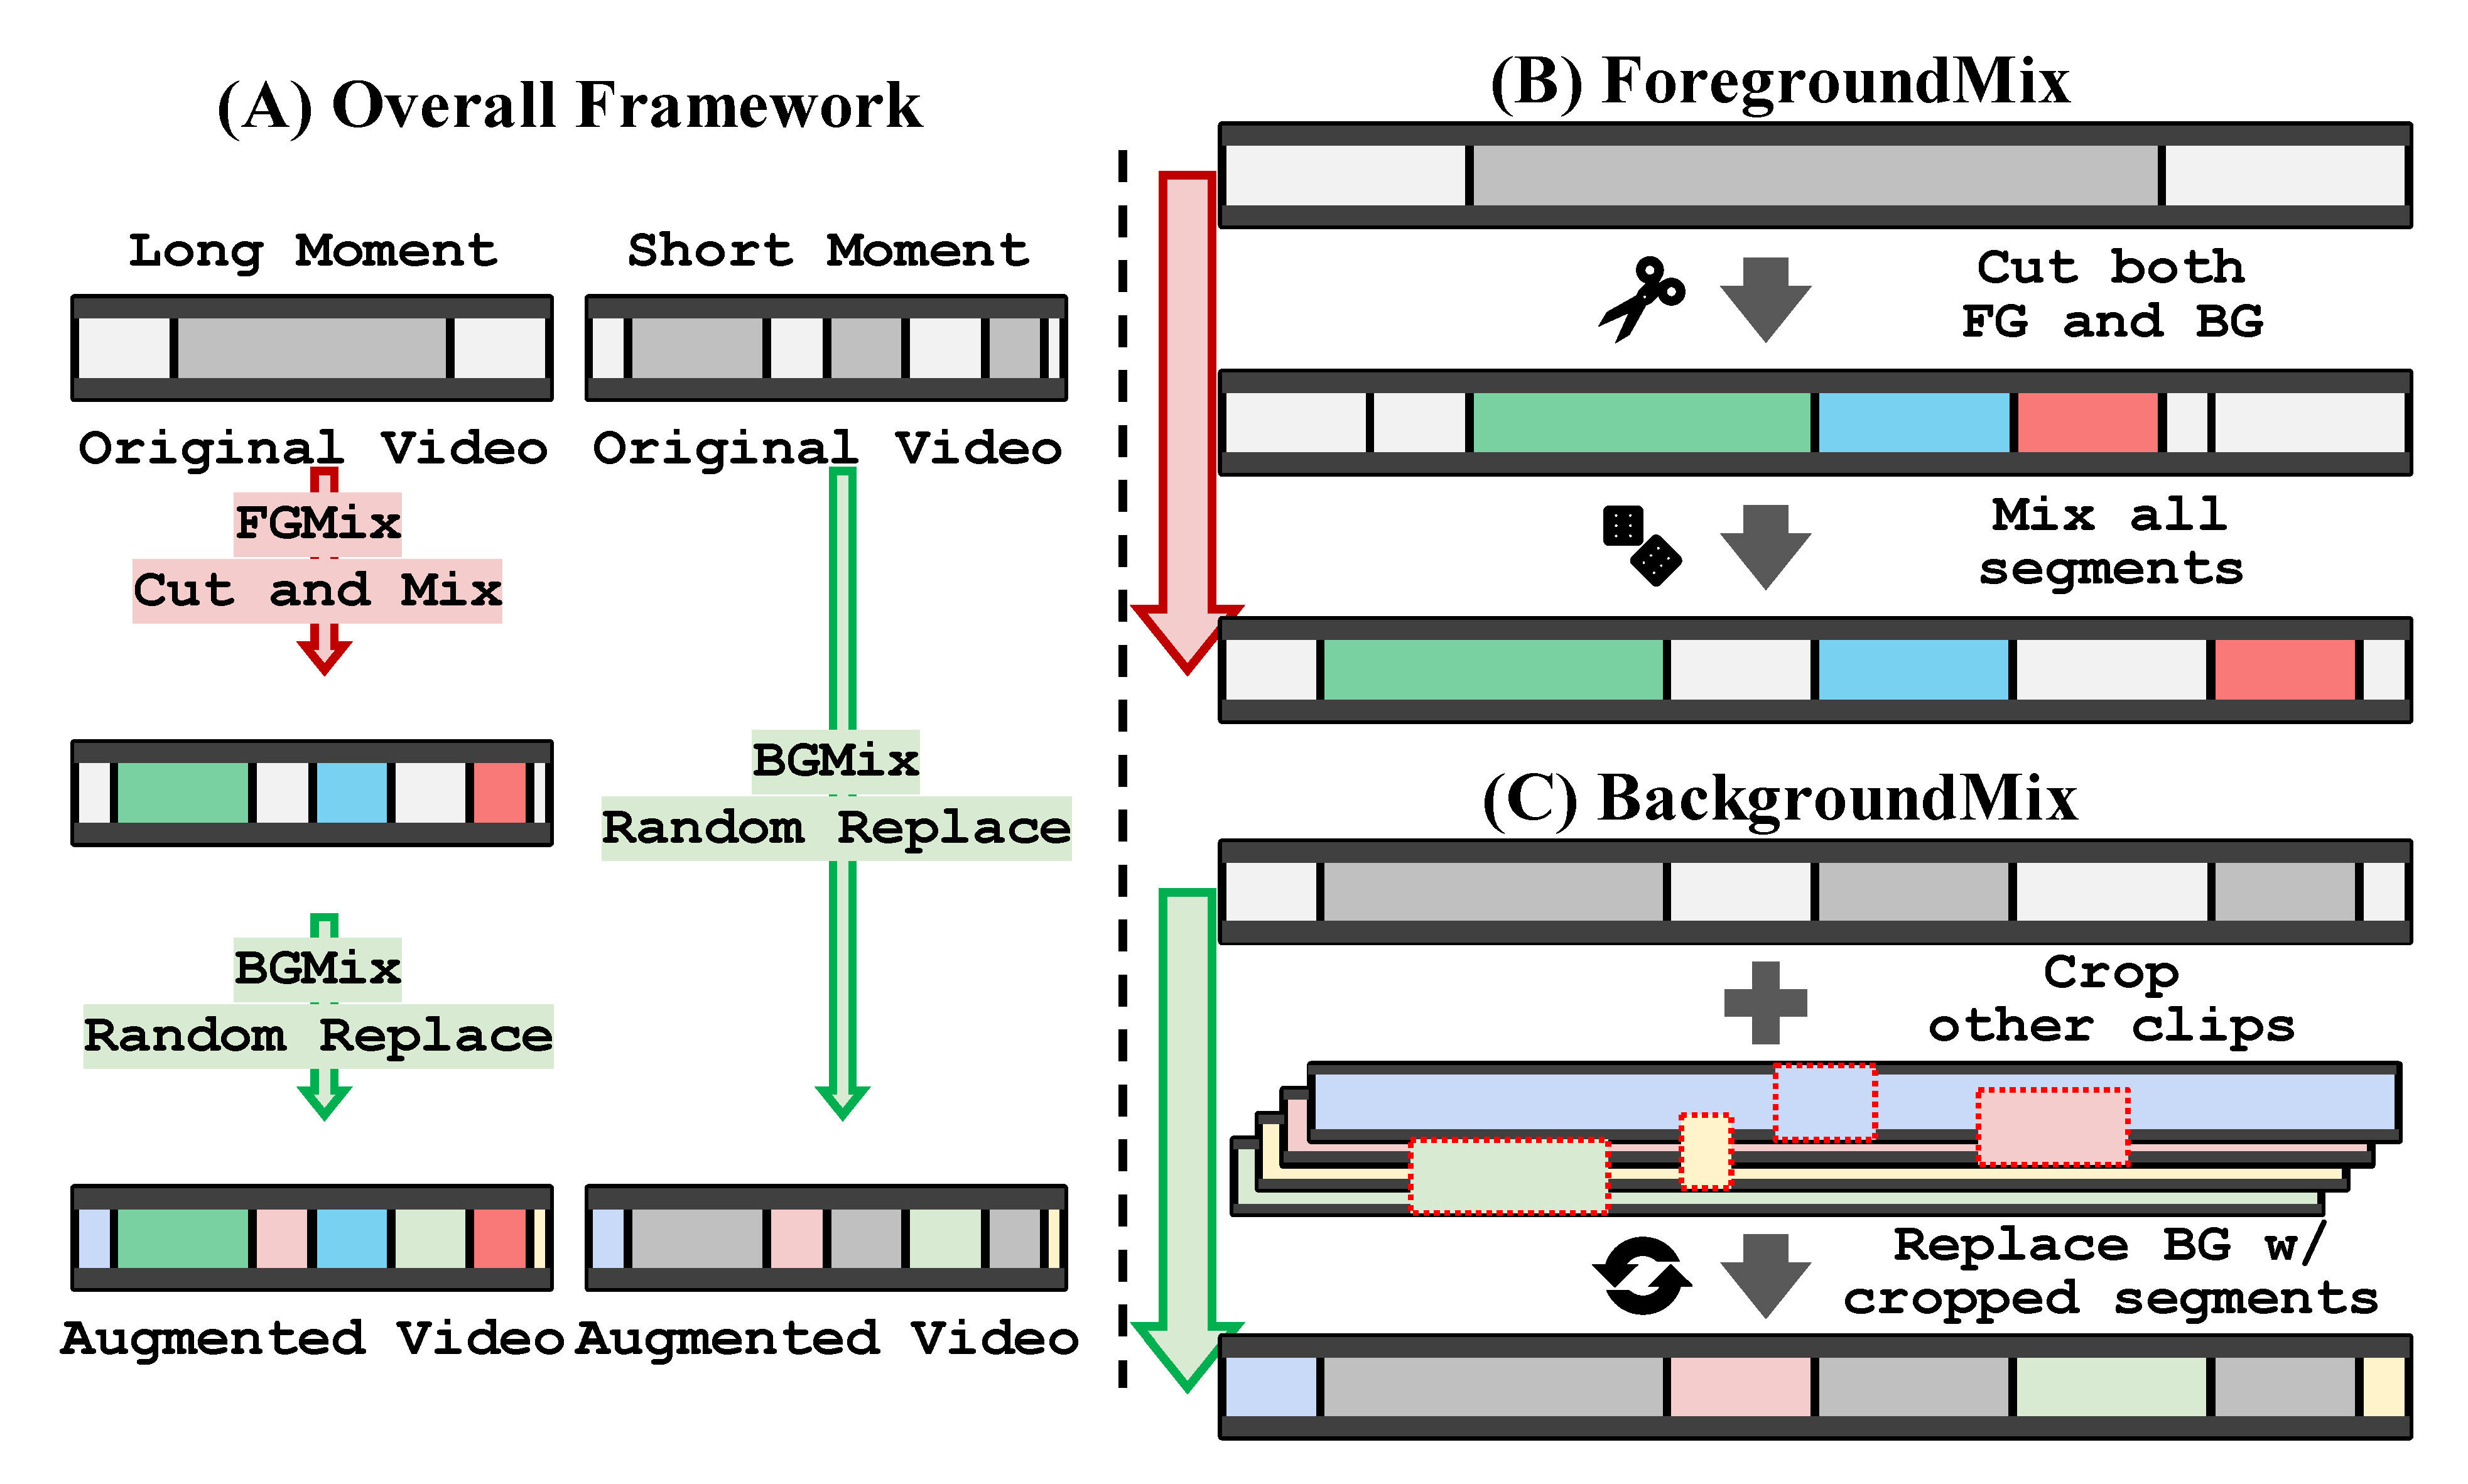 (A) Overall Framework
Long Moment
Short Moment
Original Video
Original Video
FGMix
Cut and Mix
BGMix
Random Replace
BGMix
Random Replace
Augmented Video
Augmented Video
(B) ForegroundMix
Cut both
FG and BG
Mix all
segments
(C) BackgroundMix
Crop
other clips
Replace BG w/
cropped segments